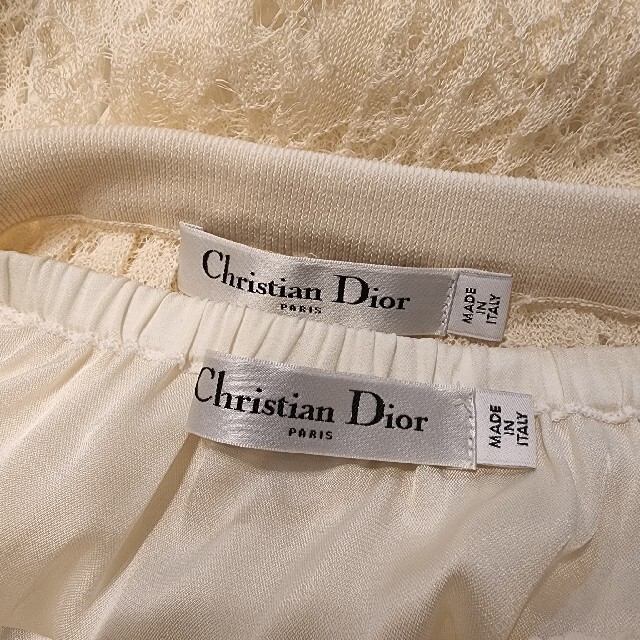 Christian Dior
PARIS
MADE
IN
ITALY
Christian Dior
PARIS
MADE
IN
ITALY